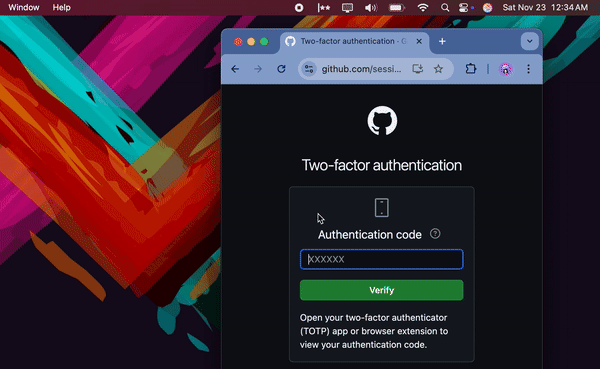 Window Help |** Sat Nov 23 12:34 AM
Two-factor authentication - G
github.com/sessi...
Two-factor authentication
Authentication code
XXXXXX
Verify
Open your two-factor authenticator
(TOTP) app or browser extension to
view your authentication code.